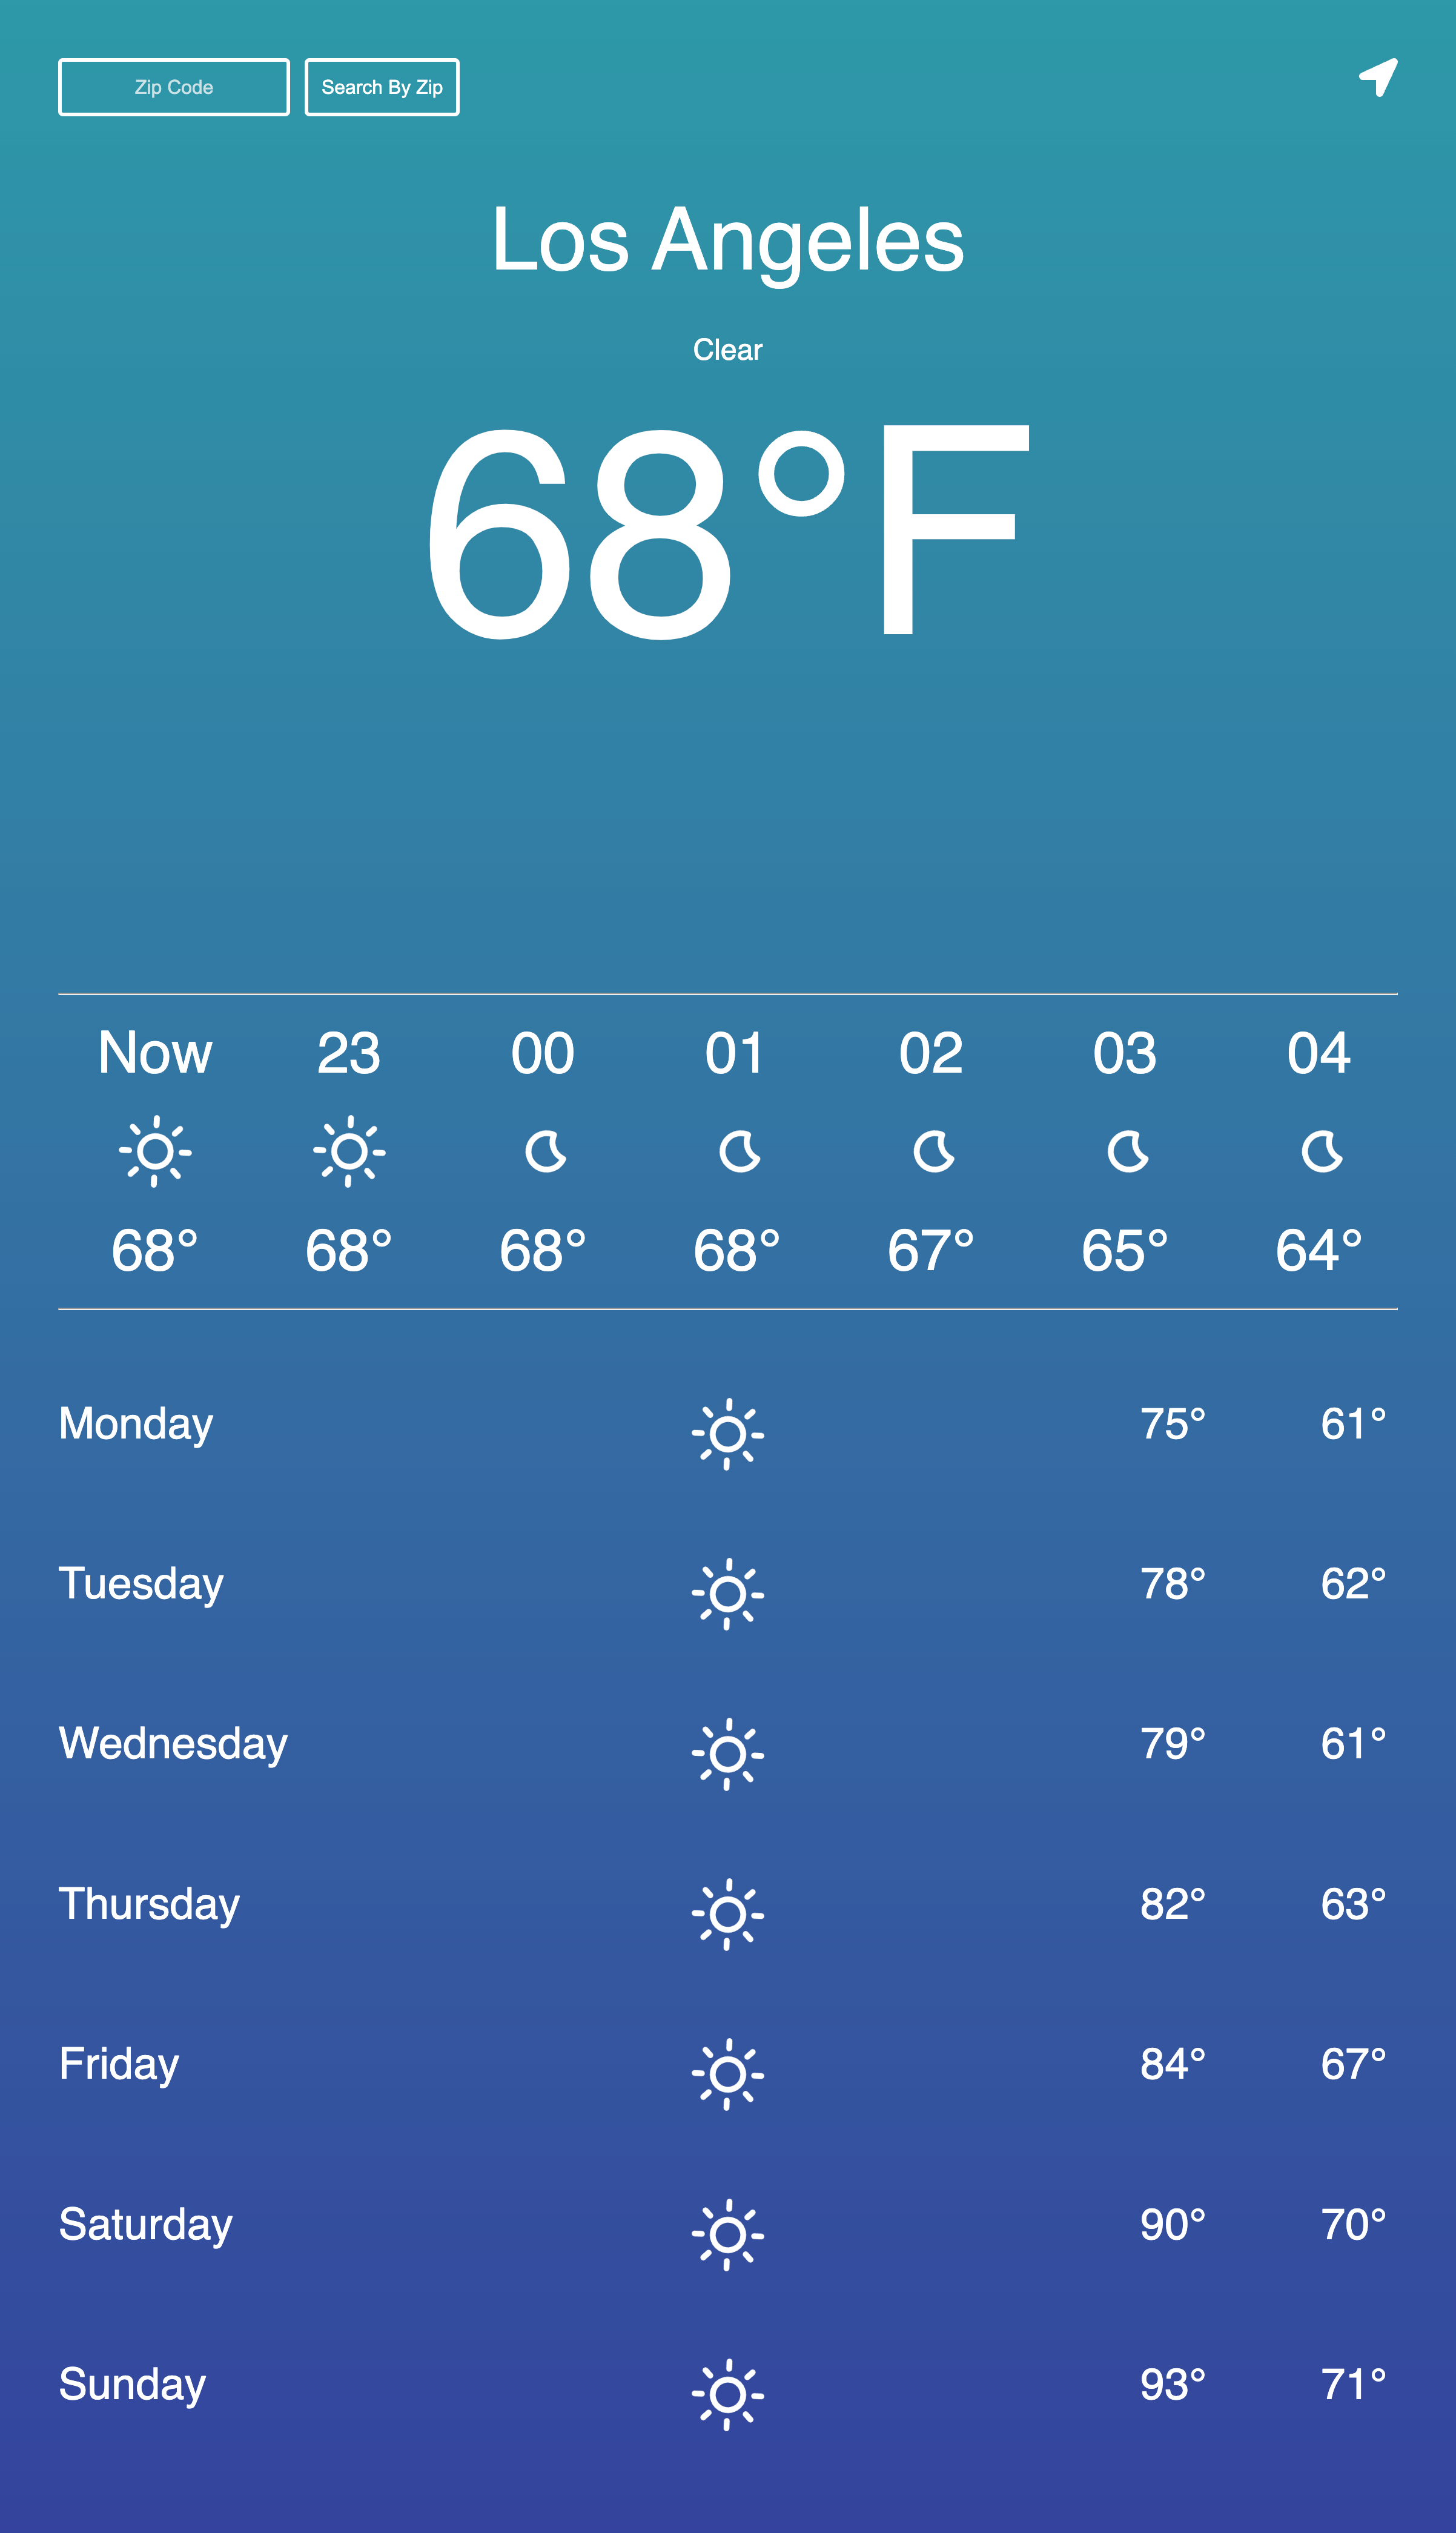 Zip Code Search By Zip
Los Angeles
Clear
68°F
Now 23 00 01 02 03 04
68° 68° 68° 68° 67° 65° 64°
Monday 75° 61°
Tuesday 78° 62°
Wednesday 79° 61°
Thursday 82° 63°
Friday 84° 67°
Saturday 90° 70°
Sunday 93° 71°